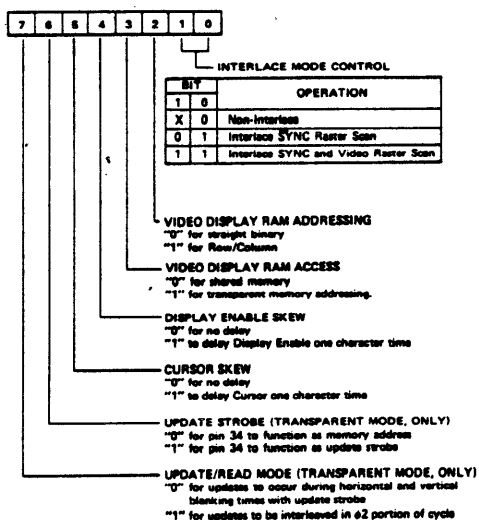 7 6 5 4 3 2 1 0
INTERLACE MODE CONTROL
BIT OPERATION
1 0
X 0 Non-Interlace
0 1 Interlace SYNC Raster Scan
1 1 Interlace SYNC and Video Raster Scan
VIDEO DISPLAY RAM ADDRESSING
"0" for straight binary
"1" for Row/Column
VIDEO DISPLAY RAM ACCESS
"0" for shared memory
"1" for transparent memory addressing.
DISPLAY ENABLE SKEW
"0" for no delay
"1" to delay Display Enable one character time
CURSOR SKEW
"0" for no delay
"1" to delay Cursor one character time
UPDATE STROBE (TRANSPARENT MODE, ONLY)
"0" for pin 34 to function as memory address
"1" for pin 34 to function as update strobe
UPDATE/READ MODE (TRANSPARENT MODE, ONLY)
"0" for updates to occur during horizontal and vertical
blanking times with update strobe
"1" for updates to be interleaved in ϕ2 portion of cycle